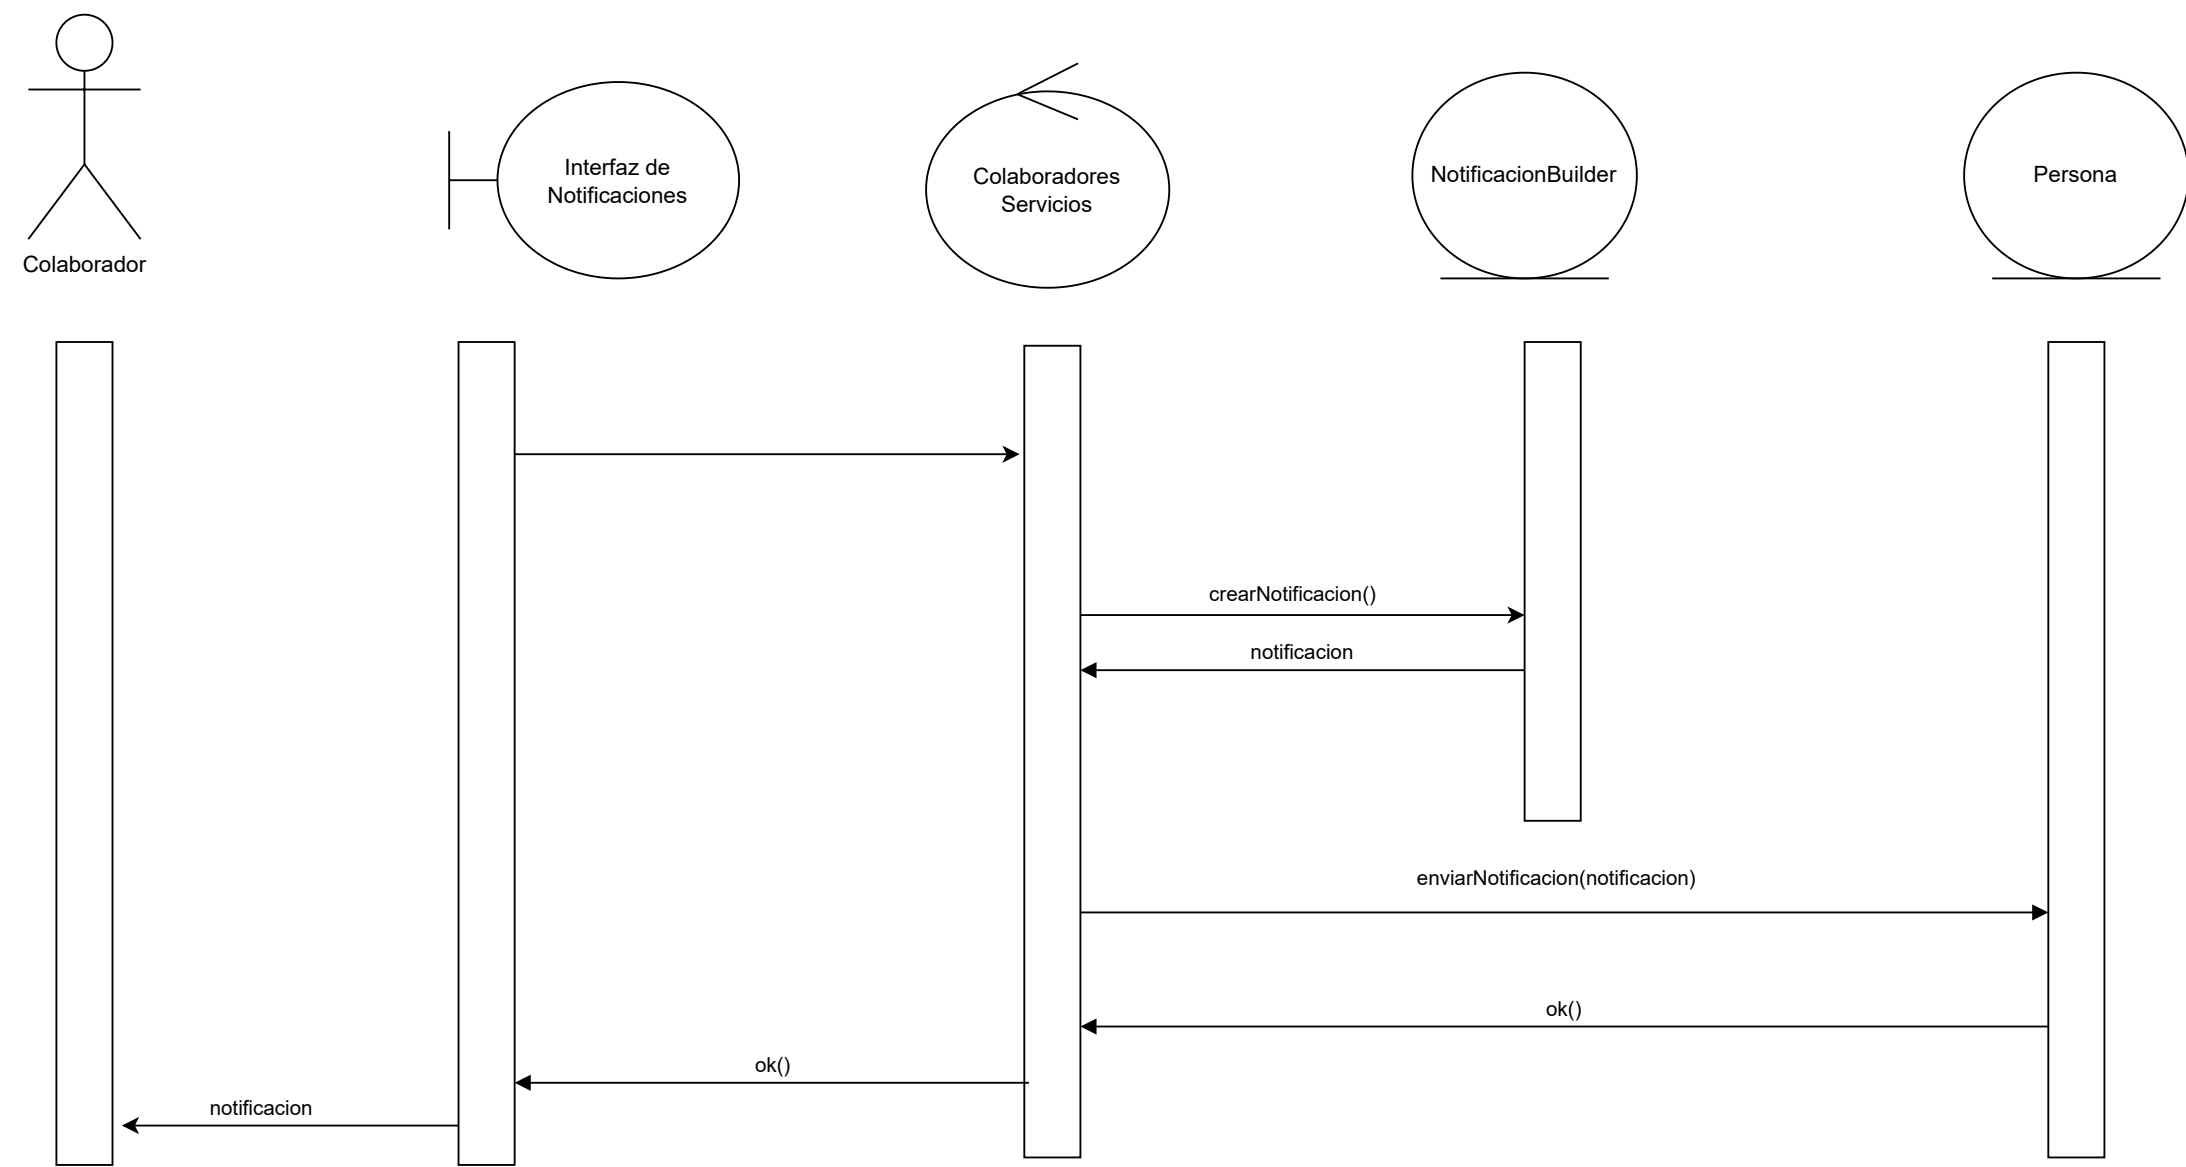 Colaborador
Interfaz de
Notificaciones
Colaboradores
Servicios
NotificacionBuilder
Persona
crearNotificacion()
notificacion
enviarNotificacion(notificacion)
ok()
ok()
notificacion